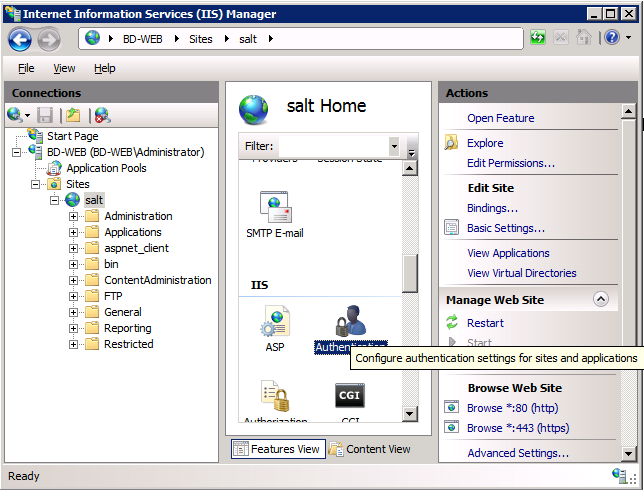 Internet Information Services (IIS) Manager
BD-WEB
Sites
salt
File View Help
Connections
Start Page
BD-WEB (BD-WEB\Administrator)
Application Pools
Sites
salt
Administration
Applications
aspnet_client
bin
ContentAdministration
FTP
General
Reporting
Restricted
salt Home
Filter:
Providers Session State
SMTP E-mail
IIS
ASP
Configure authentication settings for sites and applications
Authorization
CGI
CGI
Features View
Content View
Actions
Open Feature
Explore
Edit Permissions...
Edit Site
Bindings...
Basic Settings...
View Applications
View Virtual Directories
Manage Web Site
Restart
Start
Browse Web Site
Browse *:80 (http)
Browse *:443 (https)
Advanced Settings...
Ready